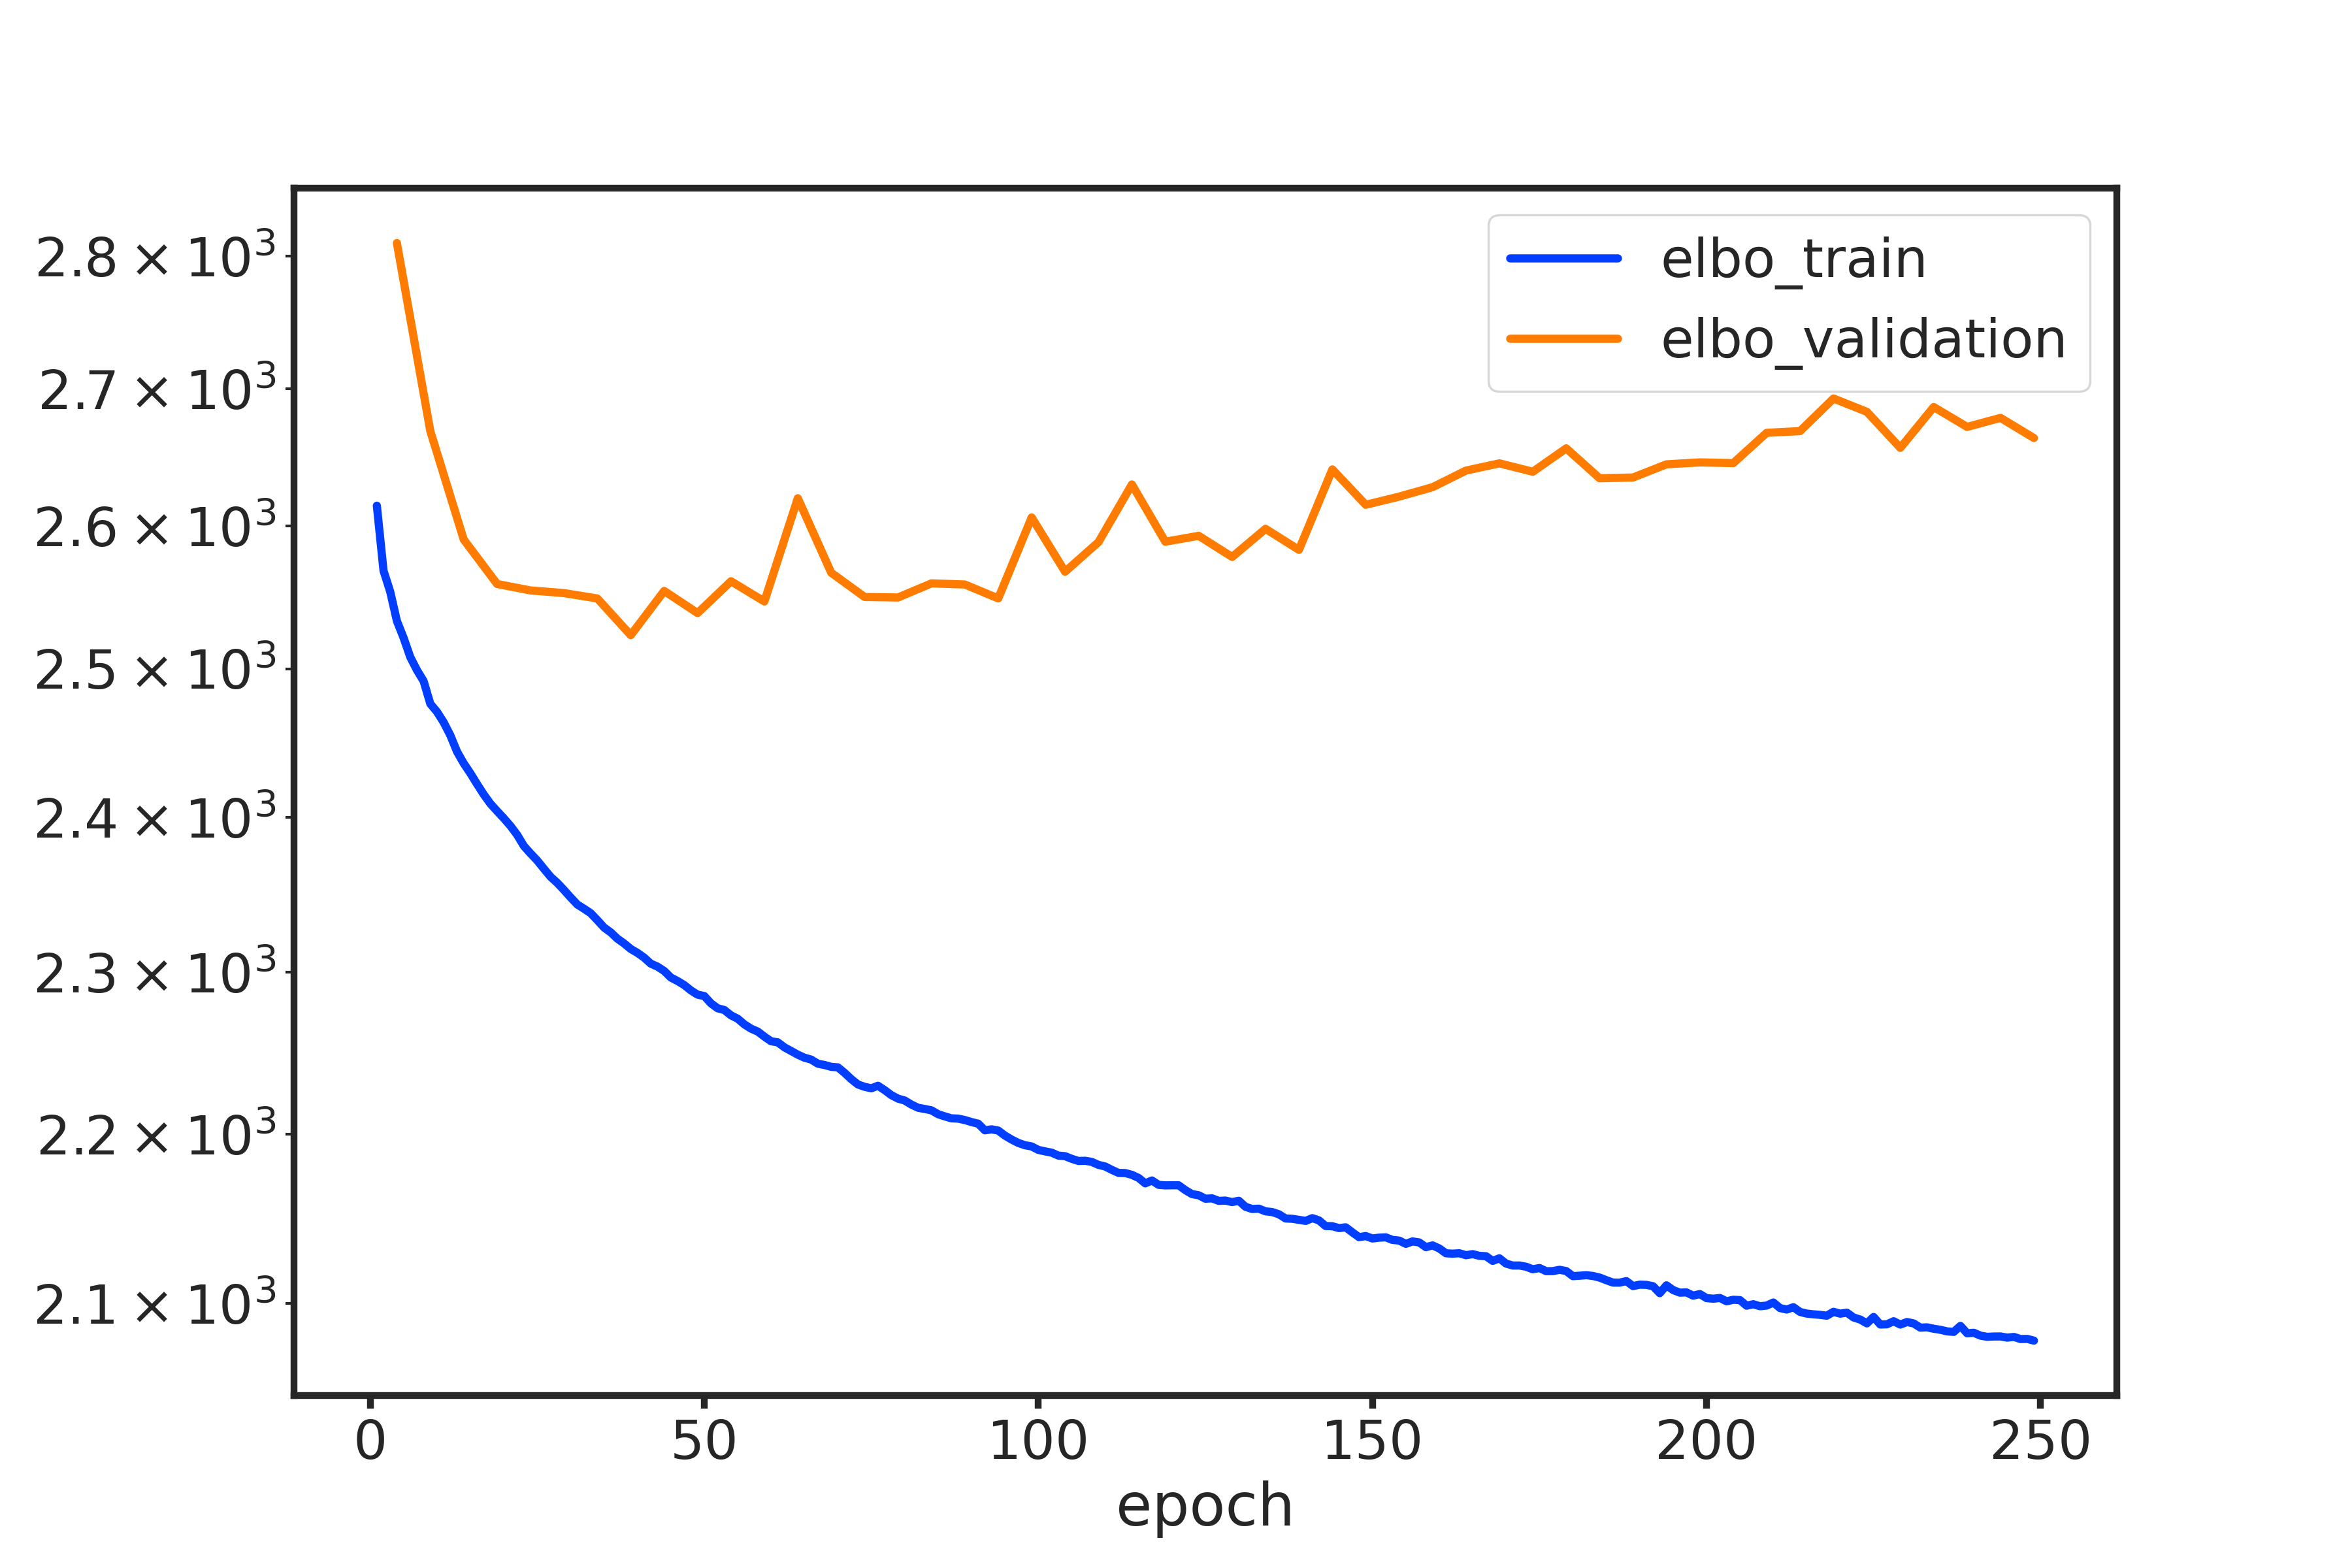 2.8 × 10³
2.7 × 10³
2.6 × 10³
2.5 × 10³
2.4 × 10³
2.3 × 10³
2.2 × 10³
2.1 × 10³
elbo_train
elbo_validation
0 50 100 150 200 250
epoch